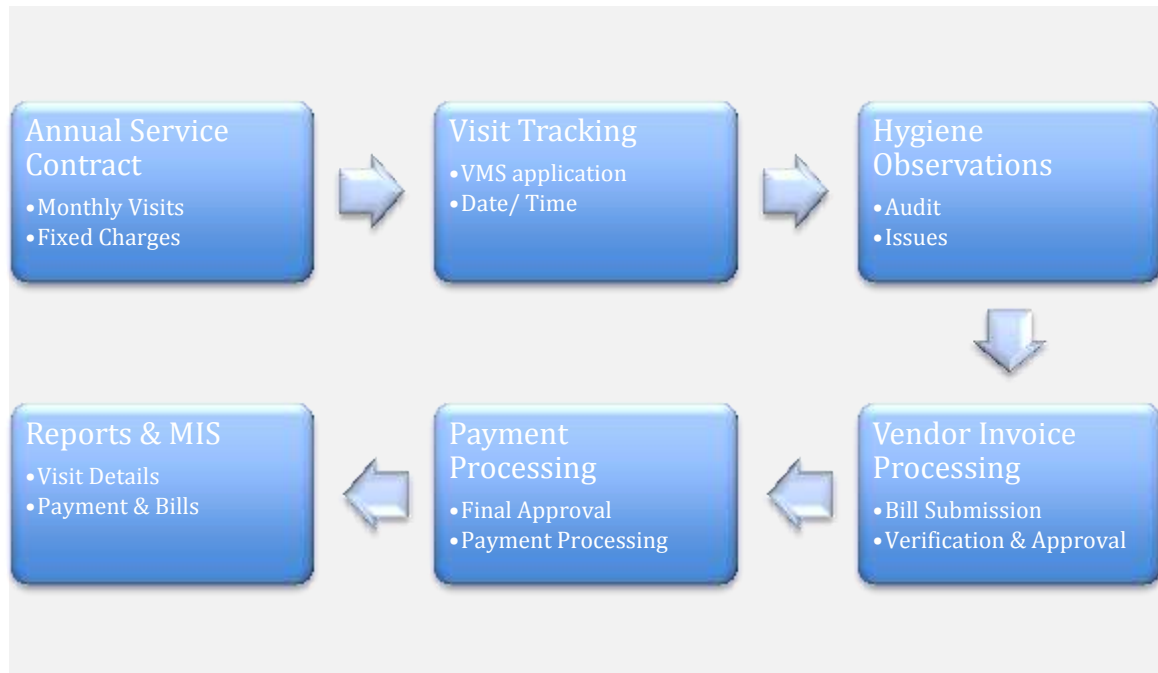 Annual Service
Contract
•Monthly Visits
•Fixed Charges
Visit Tracking
•VMS application
•Date/ Time
Hygiene
Observations
•Audit
•Issues
Vendor Invoice
Processing
•Bill Submission
•Verification & Approval
Payment
Processing
•Final Approval
•Payment Processing
Reports & MIS
•Visit Details
•Payment & Bills